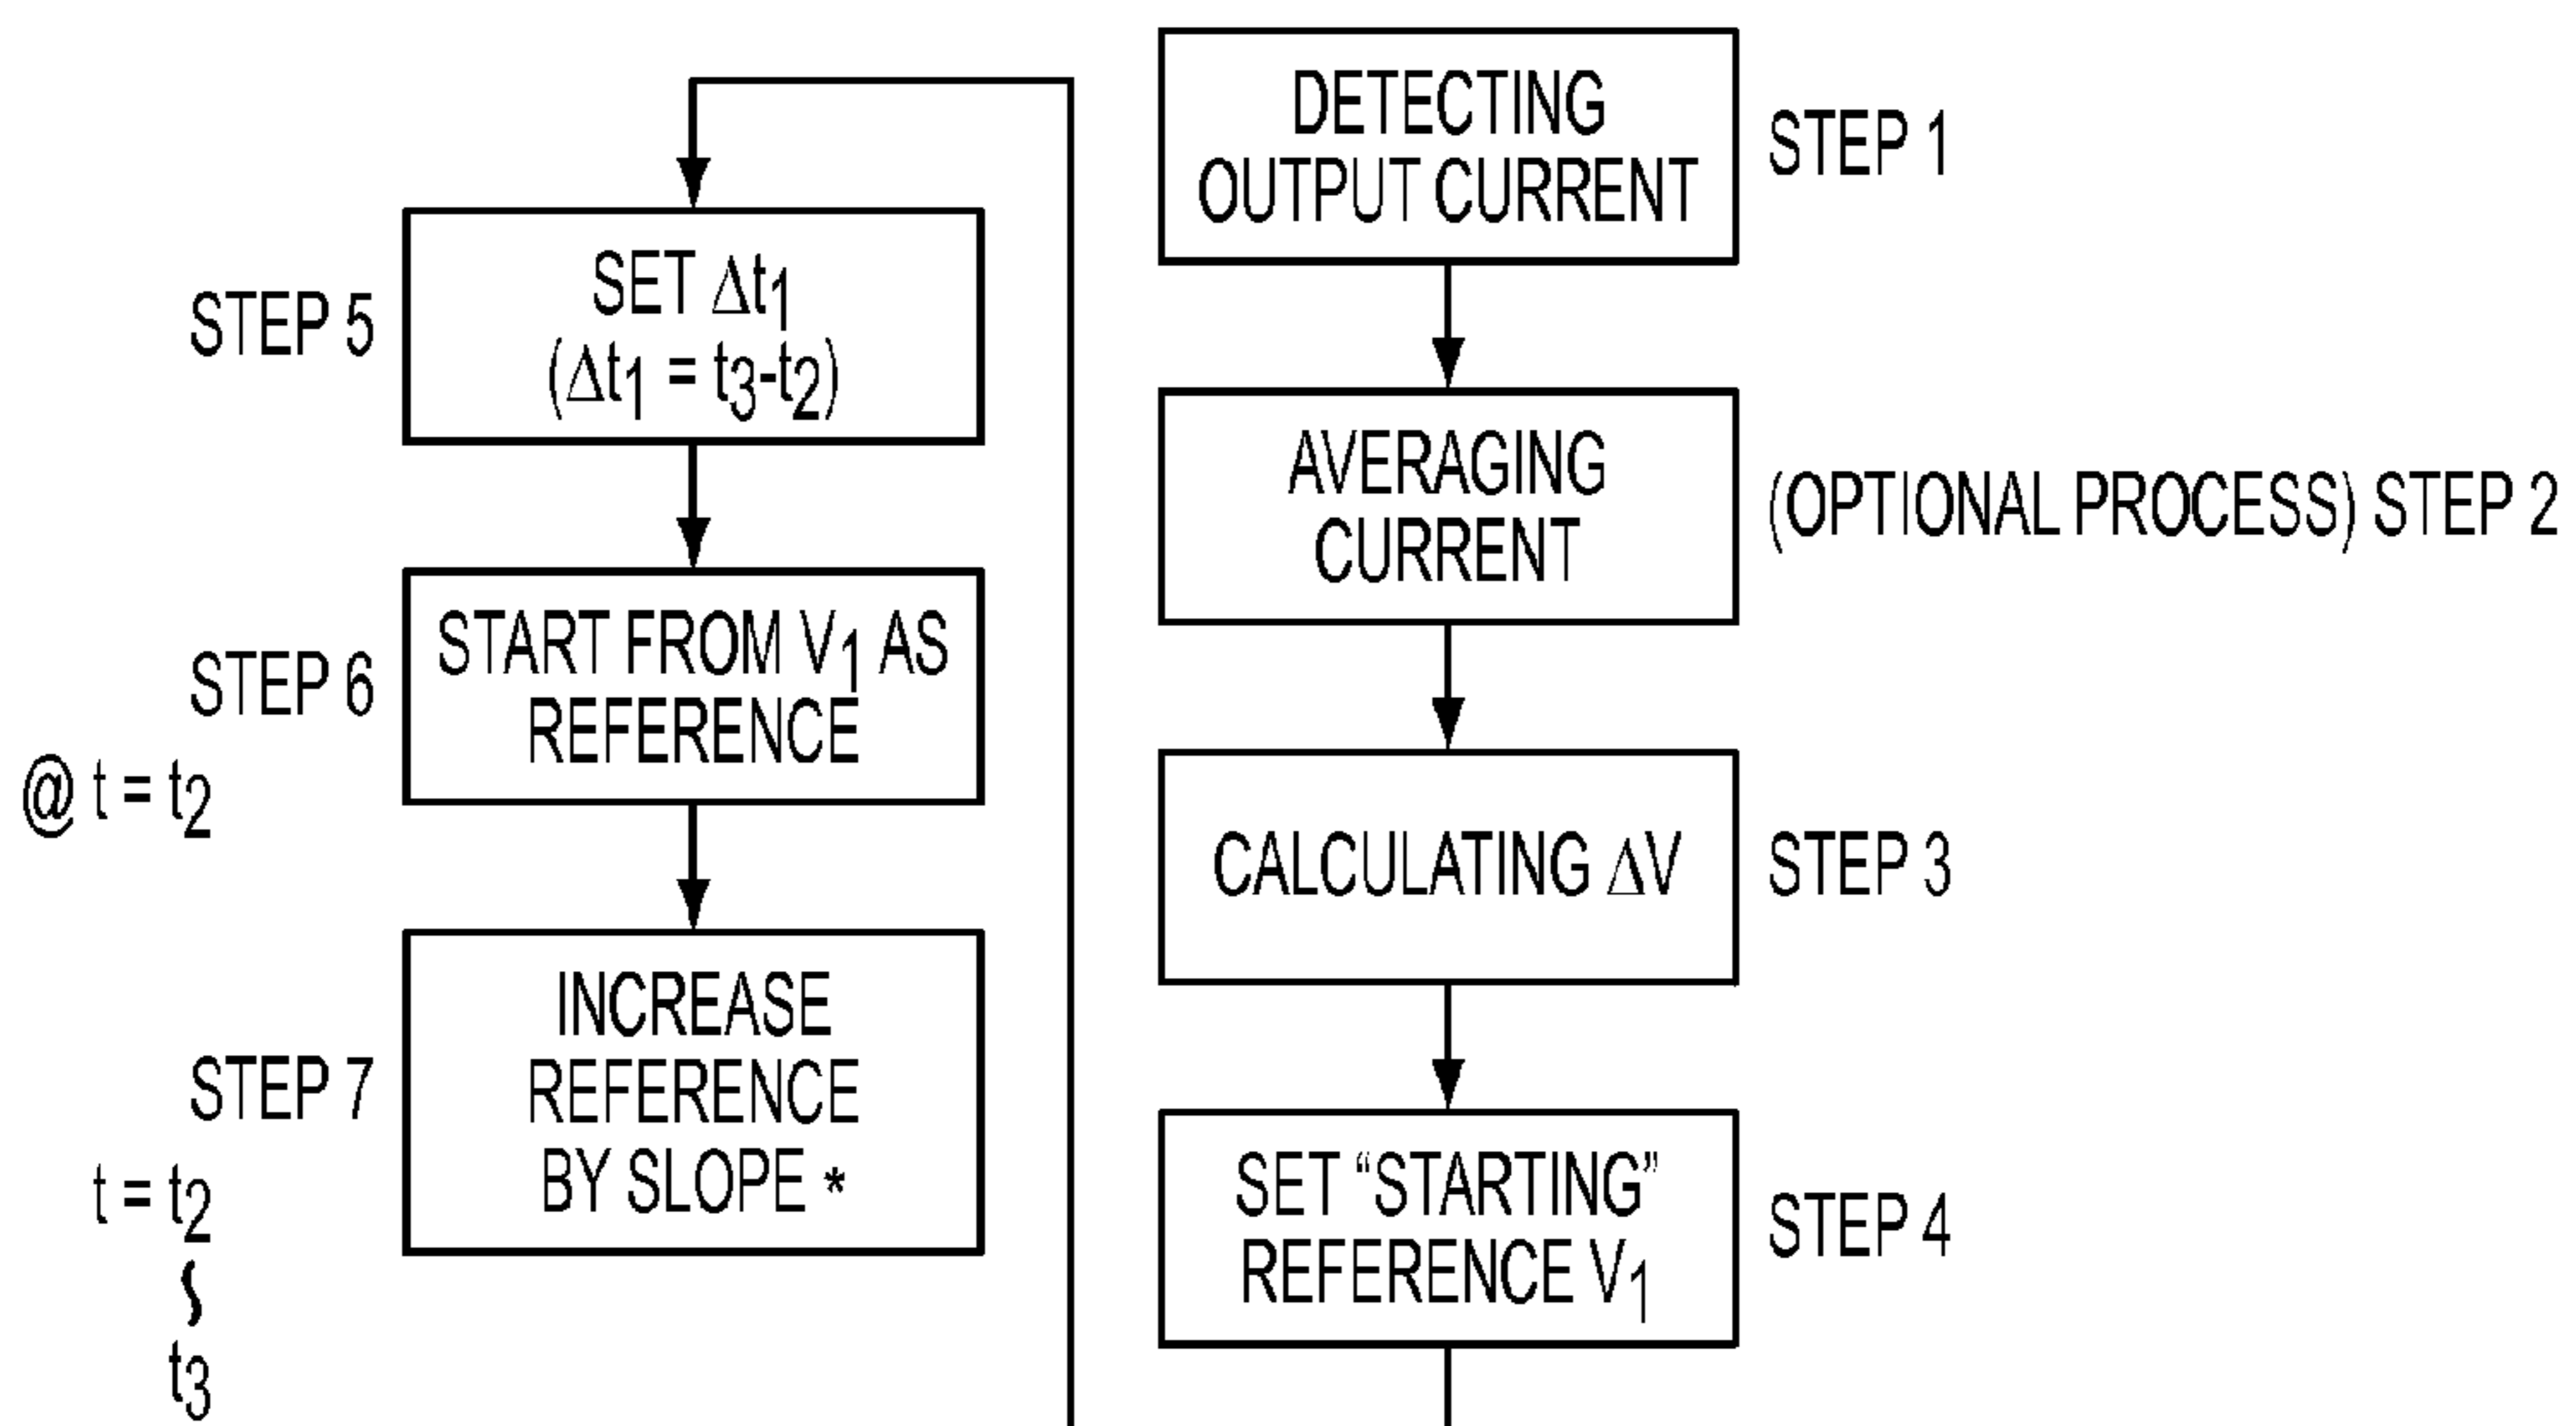 DETECTING
OUTPUT CURRENT
STEP 1
AVERAGING
CURRENT
(OPTIONAL PROCESS) STEP 2
CALCULATING ΔV
STEP 3
SET “STARTING”
REFERENCE V1
STEP 4
STEP 5
SET Δt1
(Δt1 = t3-t2)
STEP 6
@ t = t2
START FROM V1 AS
REFERENCE
STEP 7
t = t2
∼
t3
INCREASE
REFERENCE
BY SLOPE *